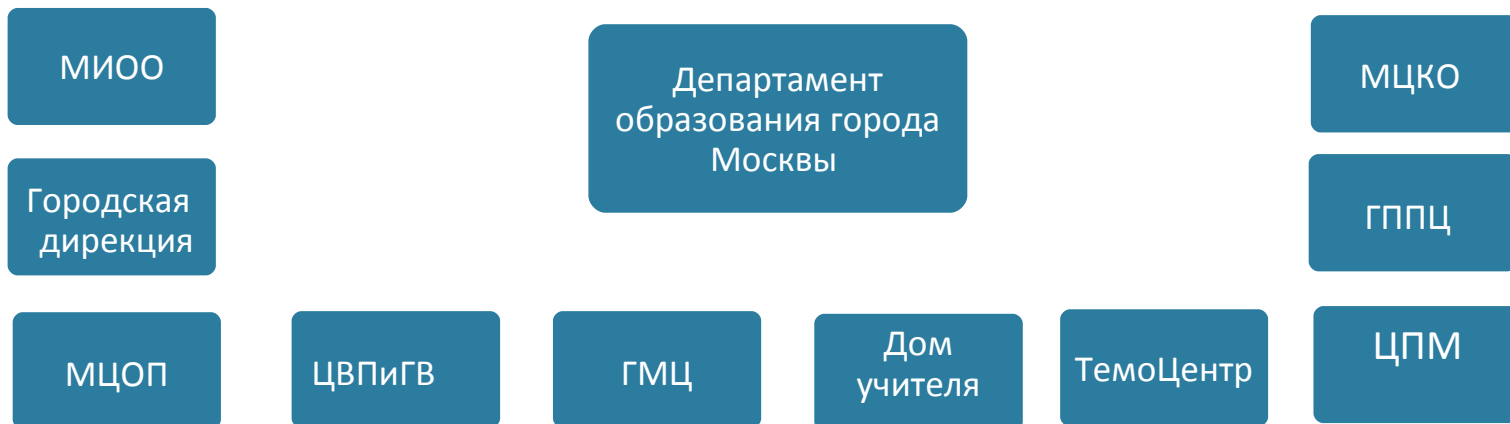 МИОО
Департамент
образования города
Москвы
МЦКО
Городская
дирекция
ГППЦ
МЦОП
ЦВПиГВ
ГМЦ
Дом
учителя
ТемоЦентр
ЦПМ